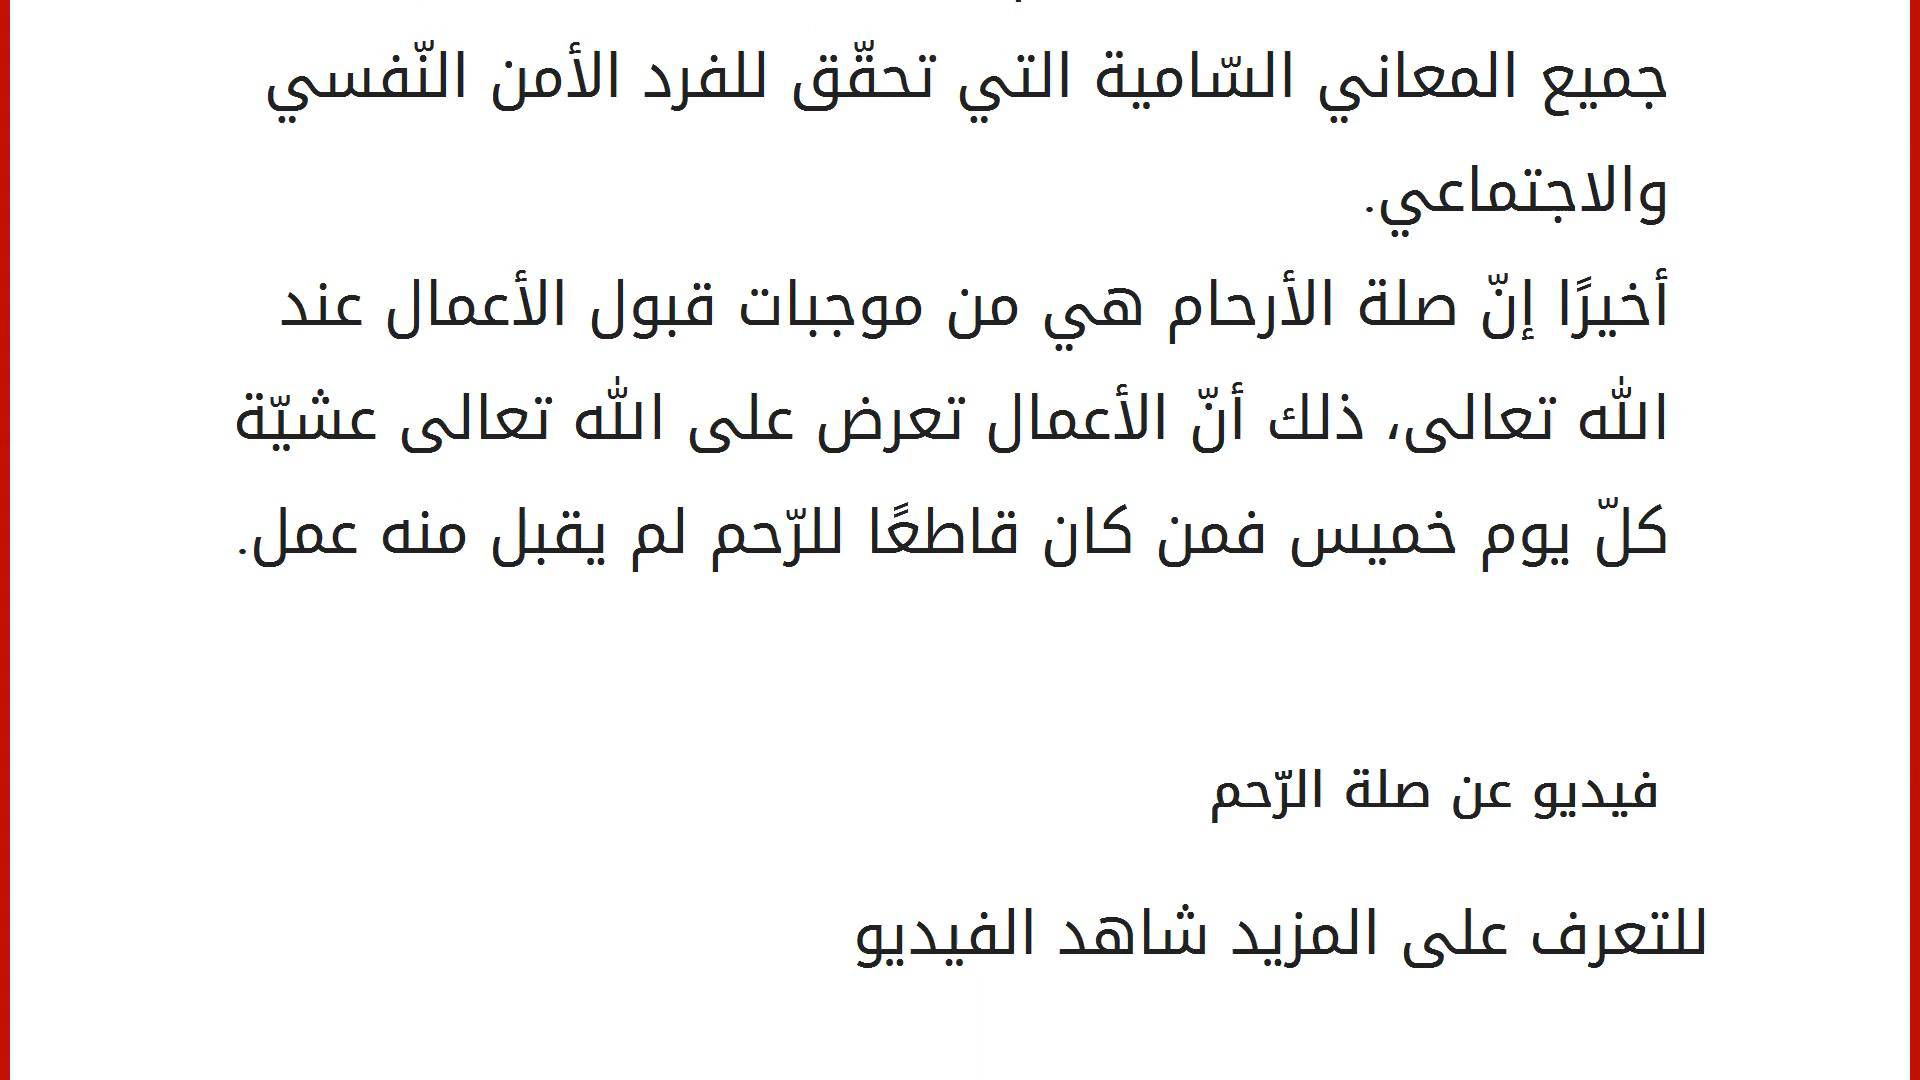 جميع المعاني السّامية التي تحقّق للفرد الأمن النّفسي
والاجتماعي.
أخيرًا إنّ صلة الأرحام هي من موجبات قبول الأعمال عند
الله تعالى، ذلك أنّ الأعمال تعرض على الله تعالى عشيّة
كلّ يوم خميس فمن كان قاطعًا للرّحم لم يقبل منه عمل.
فيديو عن صلة الرّحم
للتعرف على المزيد شاهد الفيديو